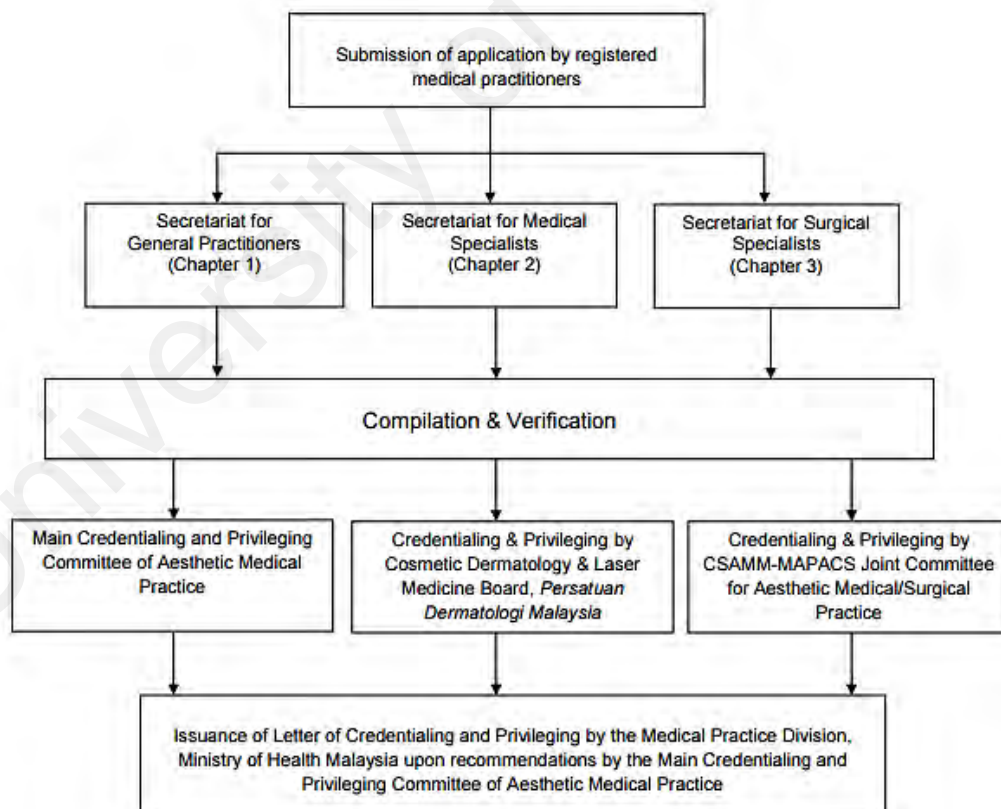 Submission of application by registered
medical practitioners
Secretariat for
General Practitioners
(Chapter 1)
Secretariat for Medical
Specialists
(Chapter 2)
Secretariat for Surgical
Specialists
(Chapter 3)
Compilation & Verification
Main Credentialing and Privileging
Committee of Aesthetic Medical
Practice
Credentialing & Privileging by
Cosmetic Dermatology & Laser
Medicine Board, Persatuan
Dermatologi Malaysia
Credentialing & Privileging by
CSAMM-MAPACS Joint Committee
for Aesthetic Medical/Surgical
Practice
Issuance of Letter of Credentialing and Privileging by the Medical Practice Division,
Ministry of Health Malaysia upon recommendations by the Main Credentialing and
Privileging Committee of Aesthetic Medical Practice
University of